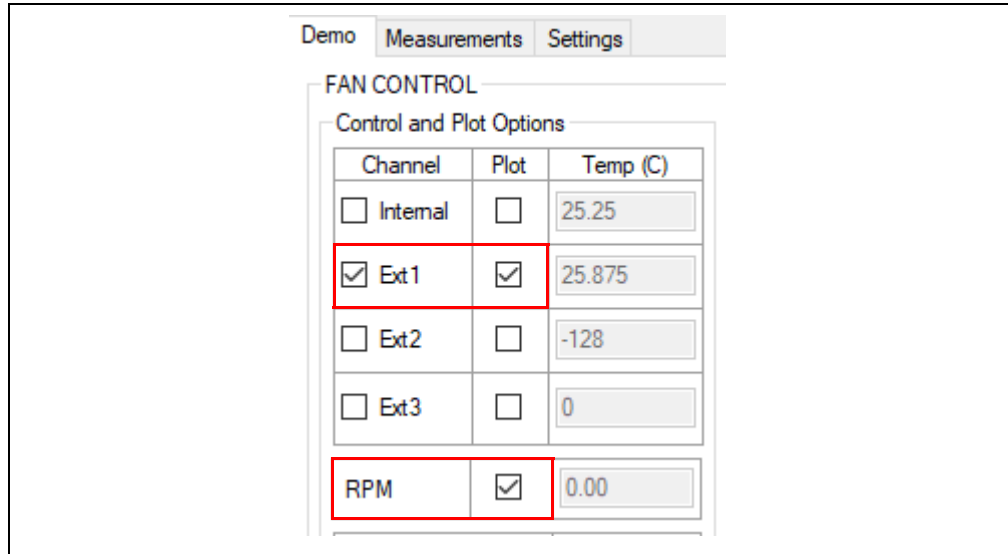 Demo Measurements Settings
FAN CONTROL
Control and Plot Options
Channel Plot Temp (C)
Internal 25.25
Ext1 25.875
Ext2 -128
Ext3 0
RPM 0.00